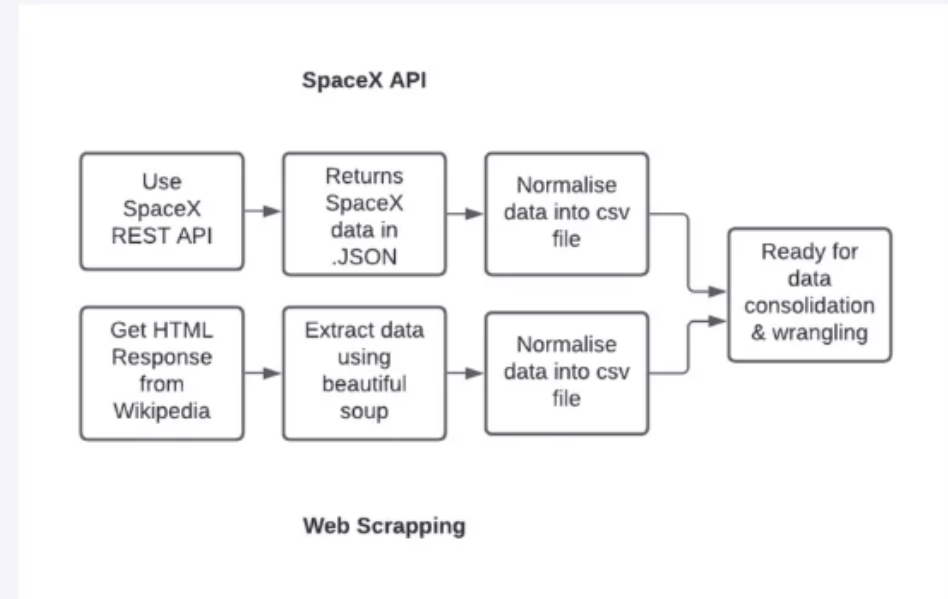 SpaceX API
Use
SpaceX
REST API
Returns
SpaceX
data in
.JSON
Normalise
data into csv
file
Ready for
data
consolidation
& wrangling
Get HTML
Response
from
Wikipedia
Extract data
using
beautiful
soup
Normalise
data into csv
file
Web Scrapping